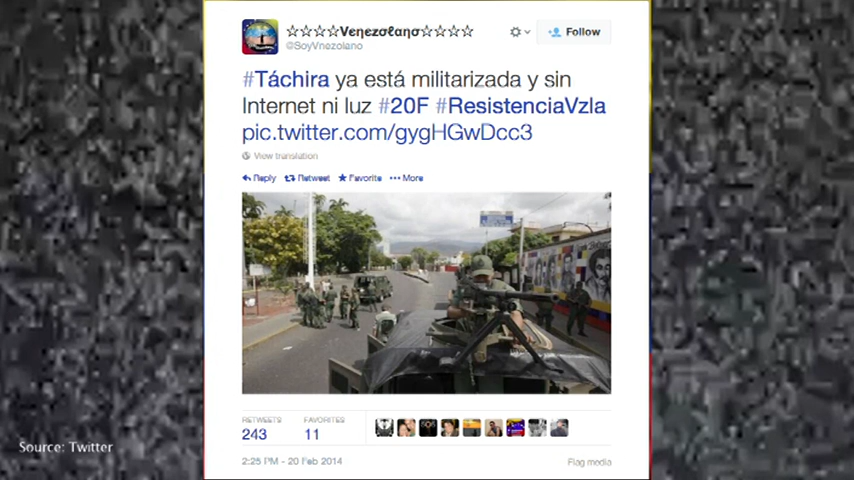 ☆☆☆☆Vєηєzσℓαησ☆☆☆☆
@SoyVnezolano
Follow
#Táchira ya está militarizada y sin
Internet ni luz #20F #ResistenciaVzla
pic.twitter.com/gygHGwDcc3
View translation
Reply Retweet Favorite ••• More
RETWEETS FAVORITES
243 11
2:25 PM - 20 Feb 2014
Flag media
Source: Twitter